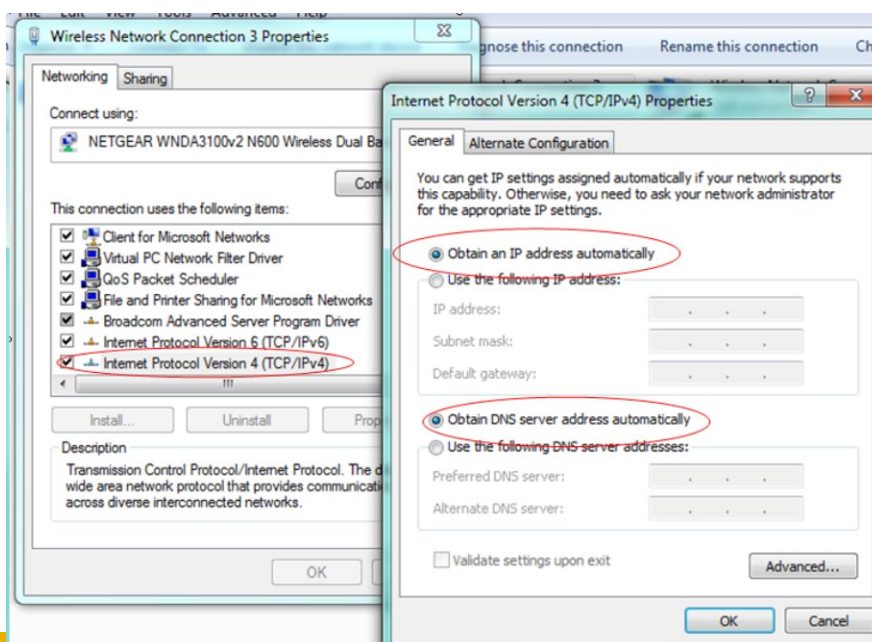 File Edit View Tools Advanced Help
Wireless Network Connection 3 Properties
gnose this connection Rename this connection Ch
Networking Sharing
Connect using:
NETGEAR WNDA3100v2 N600 Wireless Dual Ba
Conf
This connection uses the following items:
Client for Microsoft Networks
Virtual PC Network Filter Driver
QoS Packet Scheduler
File and Printer Sharing for Microsoft Networks
Broadcom Advanced Server Program Driver
Internet Protocol Version 6 (TCP/IPv6)
Internet Protocol Version 4 (TCP/IPv4)
Install... Uninstall Prop
Description
Transmission Control Protocol/Internet Protocol. The d
wide area network protocol that provides communicati
across diverse interconnected networks.
OK
Internet Protocol Version 4 (TCP/IPv4) Properties
General Alternate Configuration
You can get IP settings assigned automatically if your network supports
this capability. Otherwise, you need to ask your network administrator
for the appropriate IP settings.
Obtain an IP address automatically
Use the following IP address:
IP address:
Subnet mask:
Default gateway:
Obtain DNS server address automatically
Use the following DNS server addresses:
Preferred DNS server:
Alternate DNS server:
Validate settings upon exit
Advanced...
OK Cancel